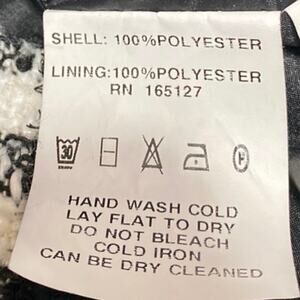 SHELL: 100%POLYESTER
LINING:100%POLYESTER
RN 165127
30
P
HAND WASH COLD
LAY FLAT TO DRY
DO NOT BLEACH
COLD IRON
CAN BE DRY CLEANED